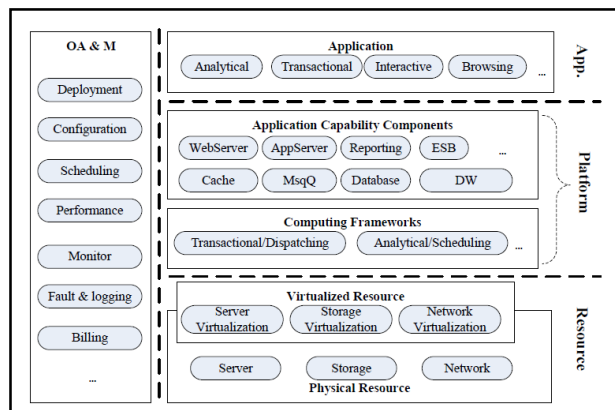 OA & M
Deployment
Configuration
Scheduling
Performance
Monitor
Fault & logging
Billing
...
Application
Analytical Transactional Interactive Browsing ...
App.
Application Capability Components
WebServer AppServer Reporting ESB ...
Cache MsqQ Database DW
Computing Frameworks
Transactional/Dispatching Analytical/Scheduling ...
Platform
Virtualized Resource
Server Storage Network
Virtualization Virtualization Virtualization
Server Storage Network
Physical Resource
Resource